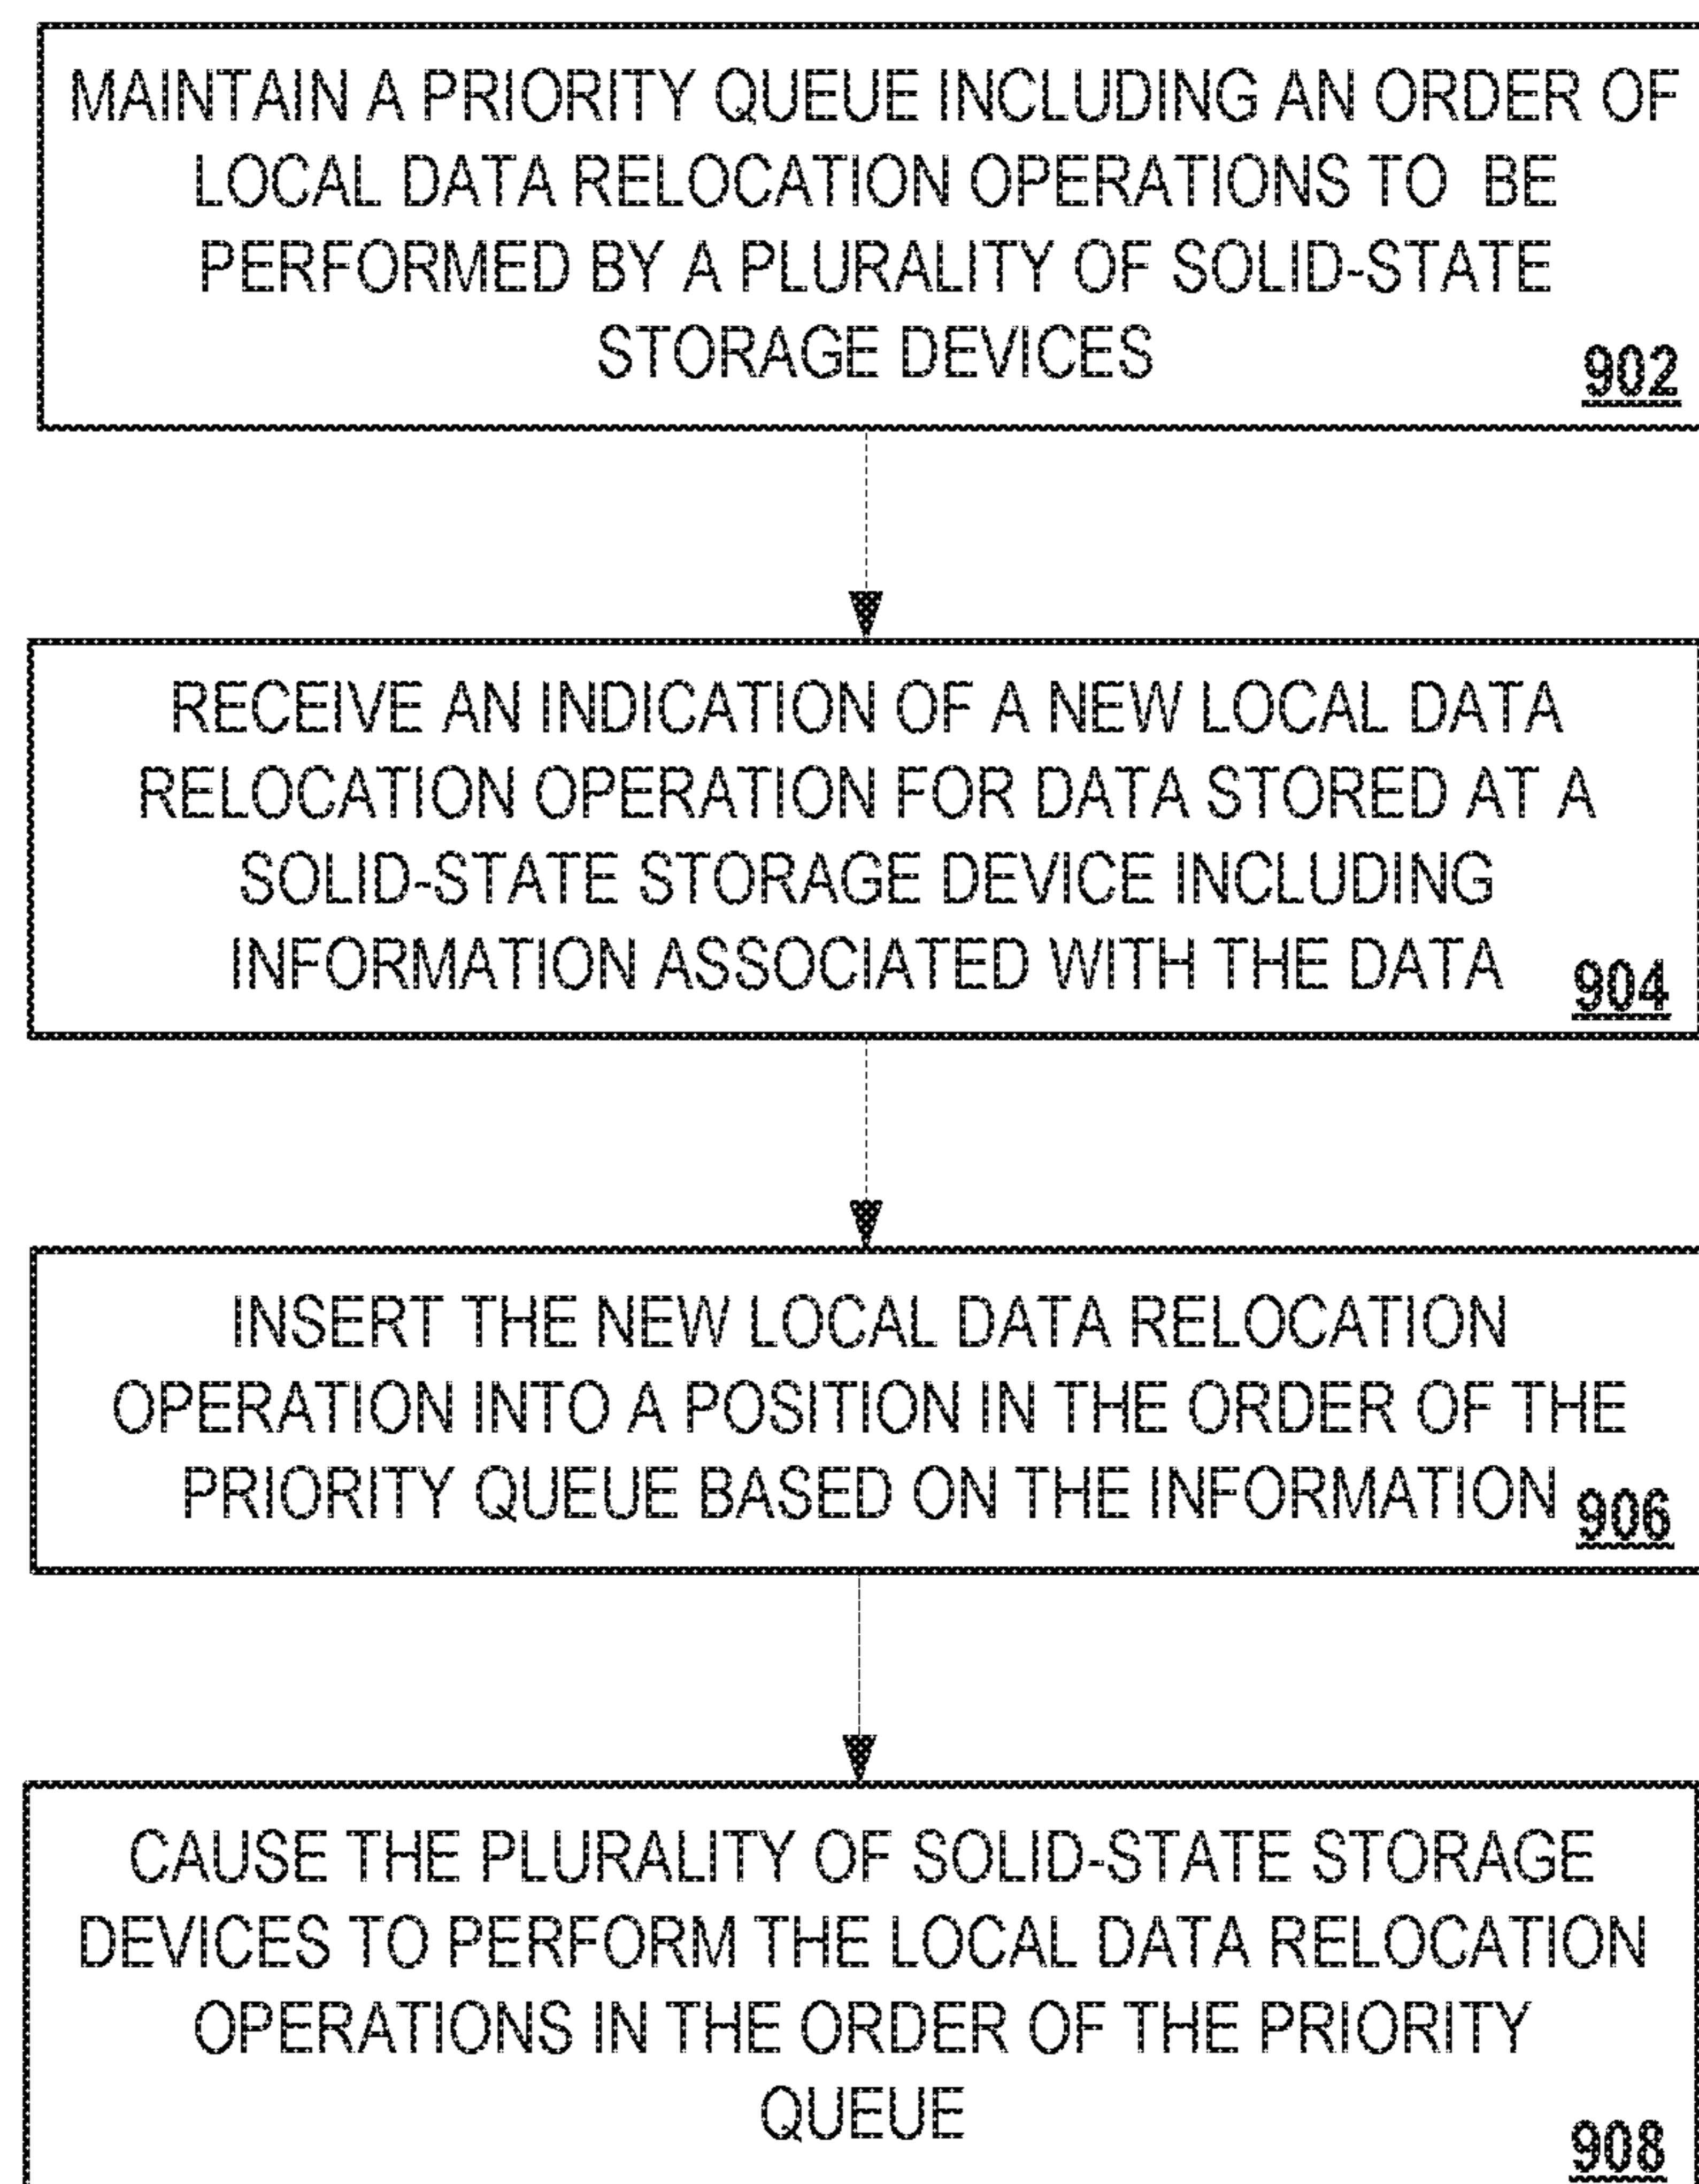 MAINTAIN A PRIORITY QUEUE INCLUDING AN ORDER OF
LOCAL DATA RELOCATION OPERATIONS TO BE
PERFORMED BY A PLURALITY OF SOLID-STATE
STORAGE DEVICES
902
RECEIVE AN INDICATION OF A NEW LOCAL DATA
RELOCATION OPERATION FOR DATA STORED AT A
SOLID-STATE STORAGE DEVICE INCLUDING
INFORMATION ASSOCIATED WITH THE DATA
904
INSERT THE NEW LOCAL DATA RELOCATION
OPERATION INTO A POSITION IN THE ORDER OF THE
PRIORITY QUEUE BASED ON THE INFORMATION
906
CAUSE THE PLURALITY OF SOLID-STATE STORAGE
DEVICES TO PERFORM THE LOCAL DATA RELOCATION
OPERATIONS IN THE ORDER OF THE PRIORITY
QUEUE
908